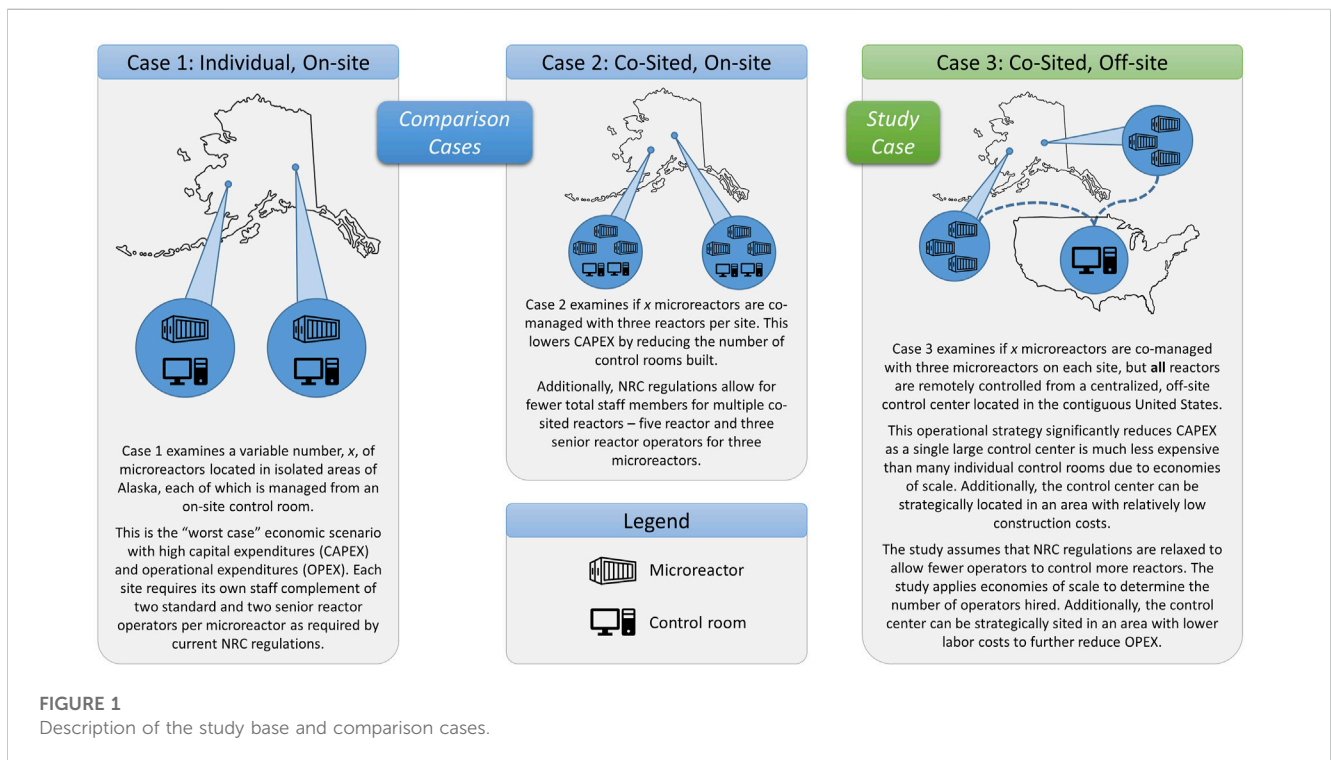 Case 1: Individual, On-site
Comparison
Cases
Case 1 examines a variable number, x, of
microreactors located in isolated areas of
Alaska, each of which is managed from an
on-site control room.
This is the “worst case” economic scenario
with high capital expenditures (CAPEX)
and operational expenditures (OPEX). Each
site requires its own staff complement of
two standard and two senior reactor
operators per microreactor as required by
current NRC regulations.
Case 2: Co-Sited, On-site
Case 2 examines if x microreactors are co-
managed with three reactors per site. This
lowers CAPEX by reducing the number of
control rooms built.
Additionally, NRC regulations allow for
fewer total staff members for multiple co-
sited reactors – five reactor and three
senior reactor operators for three
microreactors.
Legend
Microreactor
Control room
Case 3: Co-Sited, Off-site
Study
Case
Case 3 examines if x microreactors are co-managed
with three microreactors on each site, but all reactors
are remotely controlled from a centralized, off-site
control center located in the contiguous United States.
This operational strategy significantly reduces CAPEX
as a single large control center is much less expensive
than many individual control rooms due to economies
of scale. Additionally, the control center can be
strategically located in an area with relatively low
construction costs.
The study assumes that NRC regulations are relaxed to
allow fewer operators to control more reactors. The
study applies economies of scale to determine the
number of operators hired. Additionally, the control
center can be strategically sited in an area with lower
labor costs to further reduce OPEX.
FIGURE 1
Description of the study base and comparison cases.